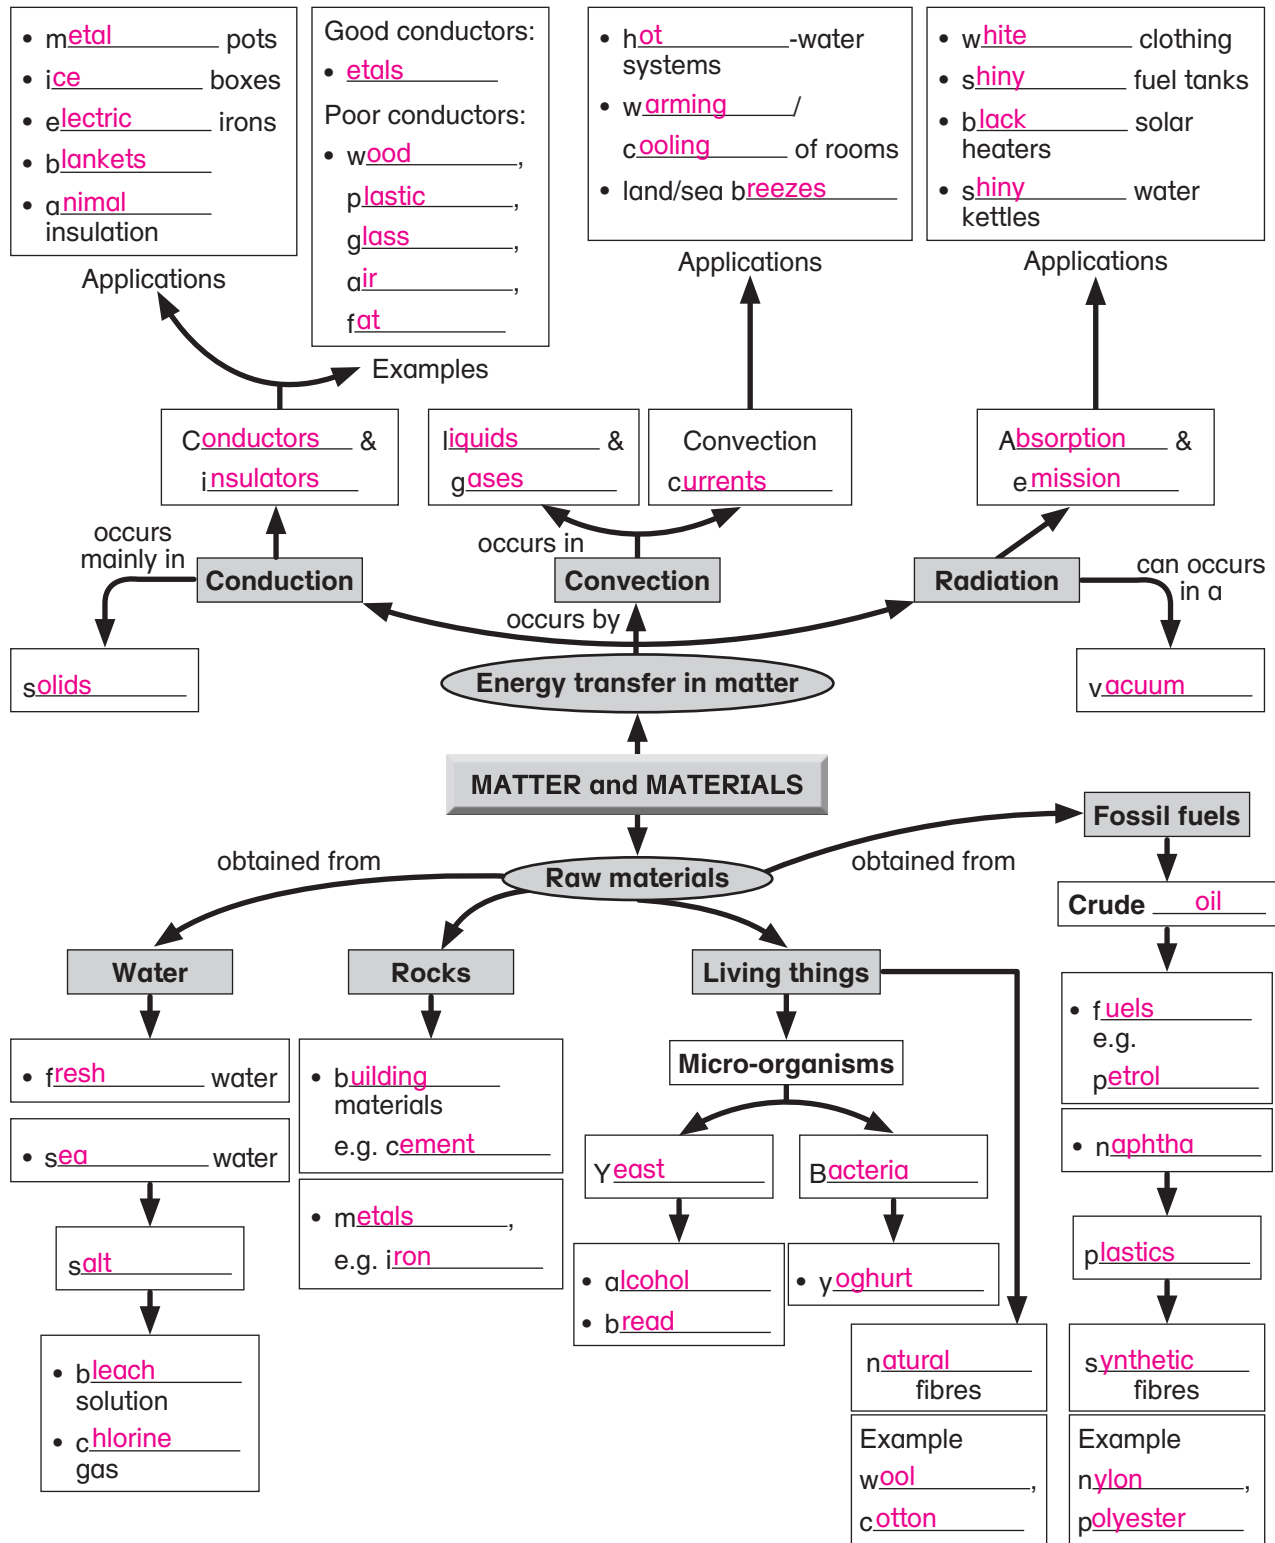 • metal pots
• ice boxes
• electric irons
• blankets
• animal
insulation
Applications
Good conductors:
• etals
Poor conductors:
• wood,
plastic,
glass,
air,
fat
Examples
• hot-water
systems
• warming/
cooling of rooms
• land/sea breezes
Applications
• white clothing
• shiny fuel tanks
• black solar
heaters
• shiny water
kettles
Applications
Conductors &
insulators
liquids &
gases
Convection
currents
Absorption &
emission
occurs
mainly in
Conduction
occurs in
Convection
Radiation
can occurs
in a
occurs by
solids
Energy transfer in matter
vacuum
MATTER and MATERIALS
Fossil fuels
obtained from
Raw materials
obtained from
Crude oil
Water
Rocks
Living things
• fresh water
• sea water
salt
• bleach
solution
• chlorine
gas
• building
materials
e.g. cement
• metals,
e.g. iron
Micro-organisms
Yeast
Bacteria
• alcohol
• bread
• yoghurt
natural
fibres
Example
wool,
cotton
• fuels
e.g.
petrol
• naphtha
plastics
synthetic
fibres
Example
nylon,
polyester